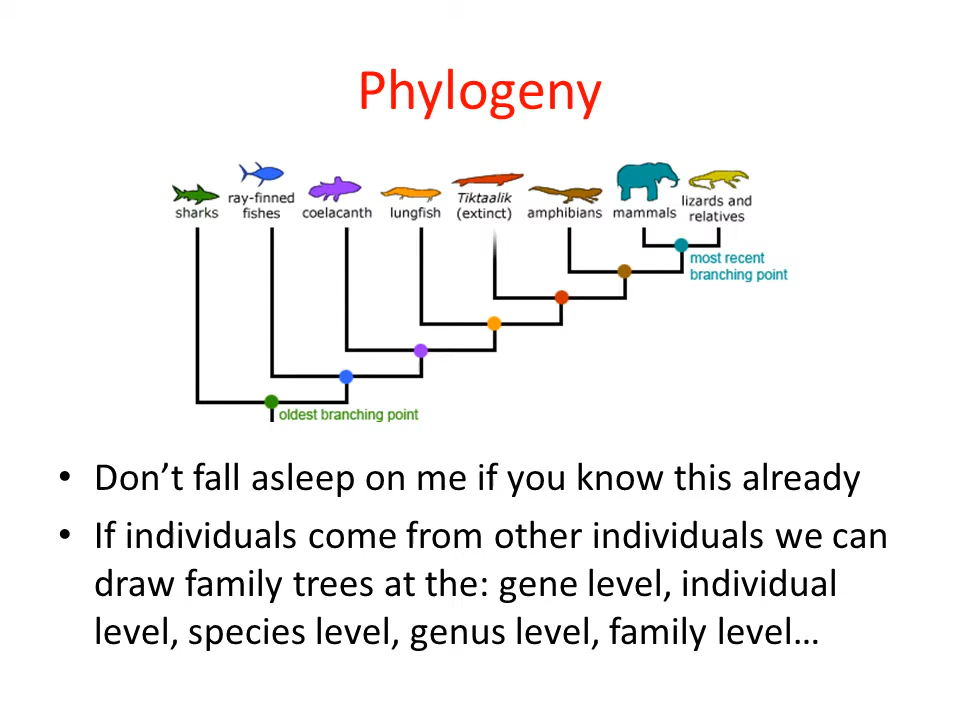 Phylogeny
sharks
ray-finned
fishes
coelacanth
lungfish
Tiktaalik
(extinct)
amphibians
mammals
lizards and
relatives
most recent
branching point
oldest branching point
• Don’t fall asleep on me if you know this already
• If individuals come from other individuals we can
draw family trees at the: gene level, individual
level, species level, genus level, family level…